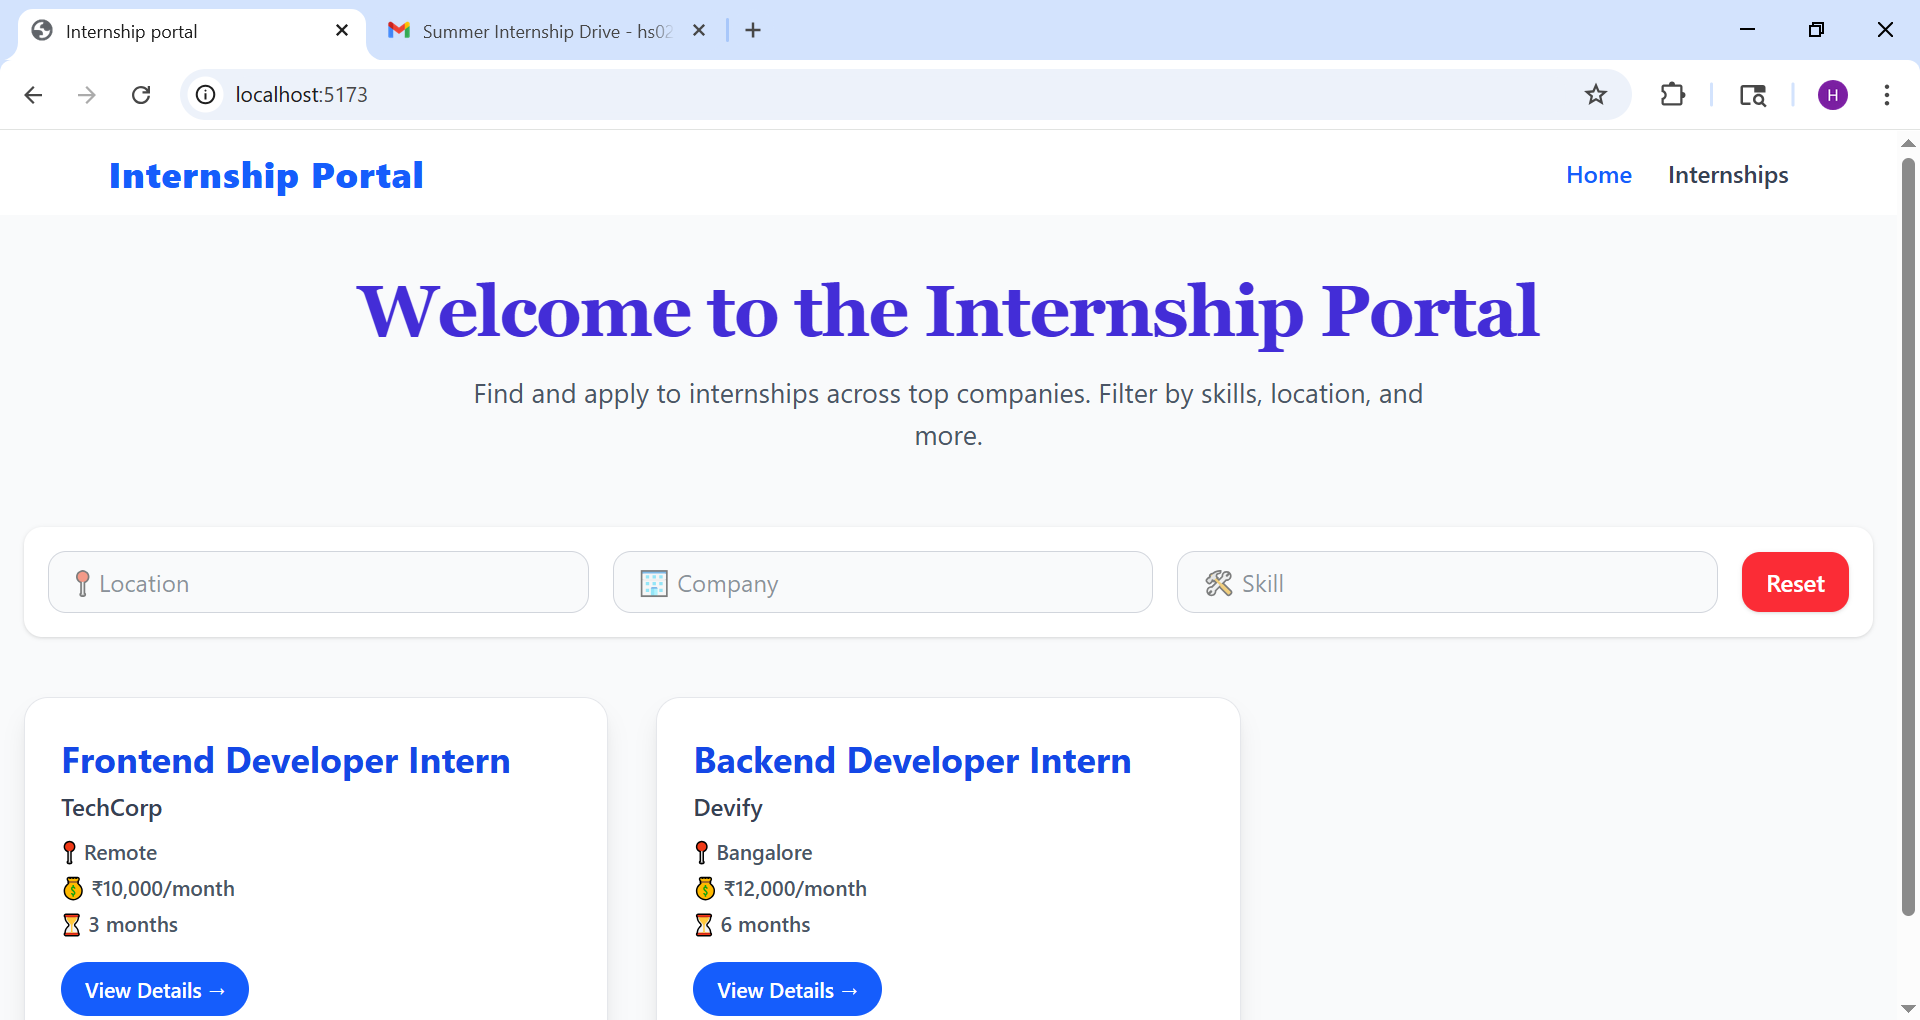 Internship portal
Summer Internship Drive - hs02
localhost:5173
H
Internship Portal
Home
Internships
Welcome to the Internship Portal
Find and apply to internships across top companies. Filter by skills, location, and
more.
📍 Location
🏢 Company
🛠️ Skill
Reset
Frontend Developer Intern
TechCorp
📍 Remote
💰 ₹10,000/month
⏳ 3 months
View Details →
Backend Developer Intern
Devify
📍 Bangalore
💰 ₹12,000/month
⏳ 6 months
View Details →